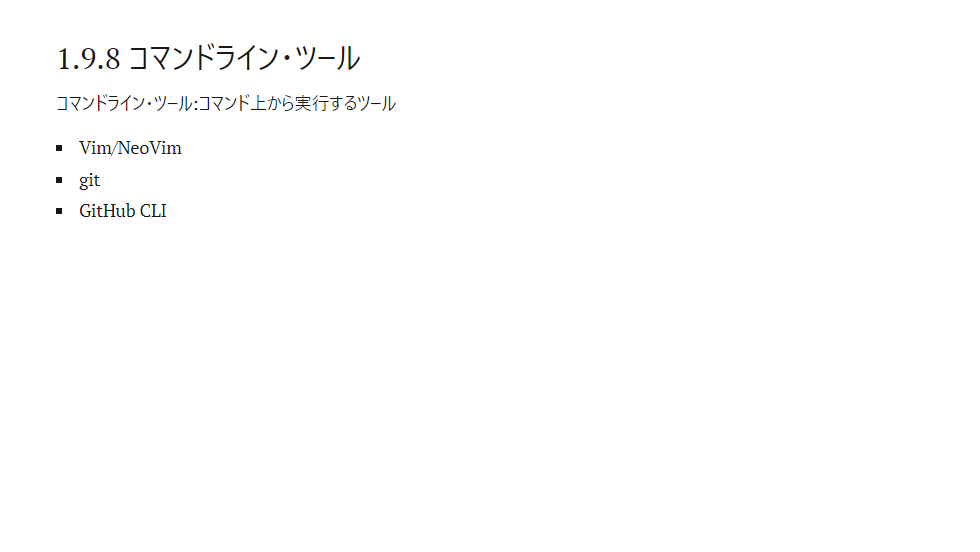 1.9.8 コマンドライン・ツール
コマンドライン・ツール:コマンド上から実行するツール
▪ Vim/NeoVim
▪ git
▪ GitHub CLI